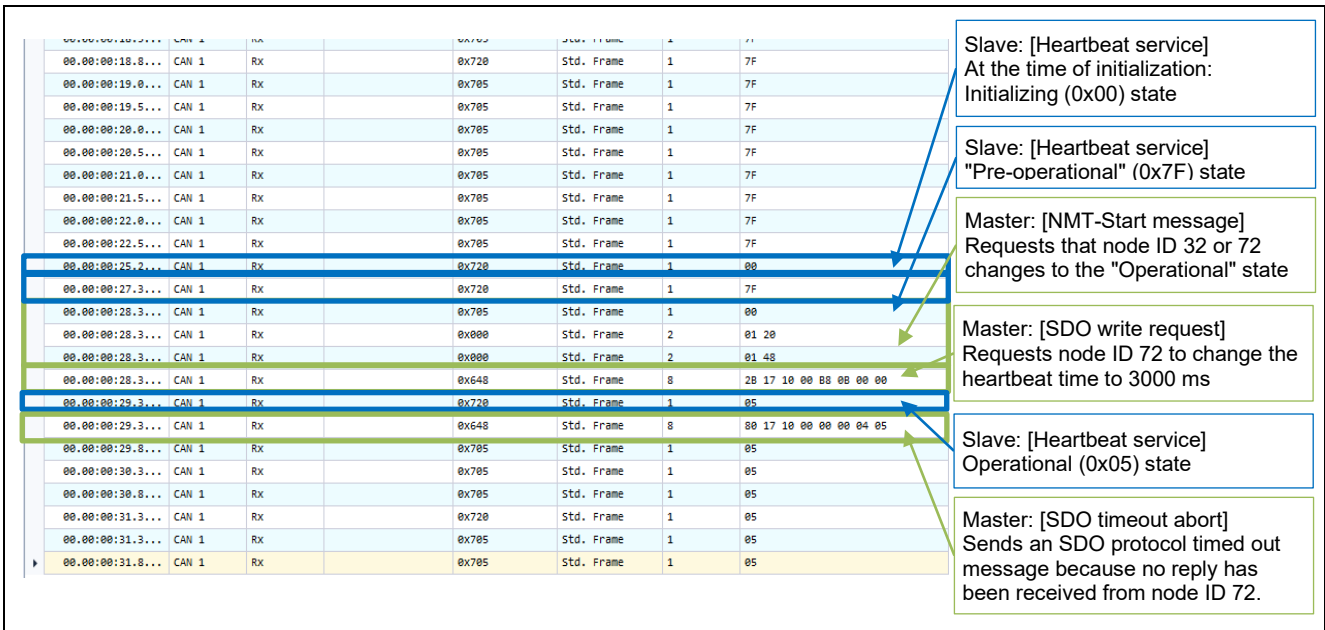 00.00:00:18.8... CAN 1 Rx 0x720 Std. Frame 1 7F
00.00:00:19.0... CAN 1 Rx 0x705 Std. Frame 1 7F
00.00:00:19.5... CAN 1 Rx 0x705 Std. Frame 1 7F
00.00:00:20.0... CAN 1 Rx 0x705 Std. Frame 1 7F
00.00:00:20.5... CAN 1 Rx 0x705 Std. Frame 1 7F
00.00:00:21.0... CAN 1 Rx 0x705 Std. Frame 1 7F
00.00:00:21.5... CAN 1 Rx 0x705 Std. Frame 1 7F
00.00:00:22.0... CAN 1 Rx 0x705 Std. Frame 1 7F
00.00:00:22.5... CAN 1 Rx 0x705 Std. Frame 1 7F
00.00:00:25.2... CAN 1 Rx 0x720 Std. Frame 1 00
00.00:00:27.3... CAN 1 Rx 0x720 Std. Frame 1 7F
00.00:00:28.3... CAN 1 Rx 0x705 Std. Frame 1 00
00.00:00:28.3... CAN 1 Rx 0x000 Std. Frame 2 01 20
00.00:00:28.3... CAN 1 Rx 0x000 Std. Frame 2 01 48
00.00:00:28.3... CAN 1 Rx 0x648 Std. Frame 8 2B 17 10 00 B8 0B 00 00
00.00:00:29.3... CAN 1 Rx 0x720 Std. Frame 1 05
00.00:00:29.3... CAN 1 Rx 0x648 Std. Frame 8 80 17 10 00 00 00 04 05
00.00:00:29.8... CAN 1 Rx 0x705 Std. Frame 1 05
00.00:00:30.3... CAN 1 Rx 0x705 Std. Frame 1 05
00.00:00:30.8... CAN 1 Rx 0x705 Std. Frame 1 05
00.00:00:31.3... CAN 1 Rx 0x720 Std. Frame 1 05
00.00:00:31.3... CAN 1 Rx 0x705 Std. Frame 1 05
00.00:00:31.8... CAN 1 Rx 0x705 Std. Frame 1 05
Slave: [Heartbeat service]
At the time of initialization:
Initializing (0x00) state
Slave: [Heartbeat service]
"Pre-operational" (0x7F) state
Master: [NMT-Start message]
Requests that node ID 32 or 72
changes to the "Operational" state
Master: [SDO write request]
Requests node ID 72 to change the
heartbeat time to 3000 ms
Slave: [Heartbeat service]
Operational (0x05) state
Master: [SDO timeout abort]
Sends an SDO protocol timed out
message because no reply has
been received from node ID 72.